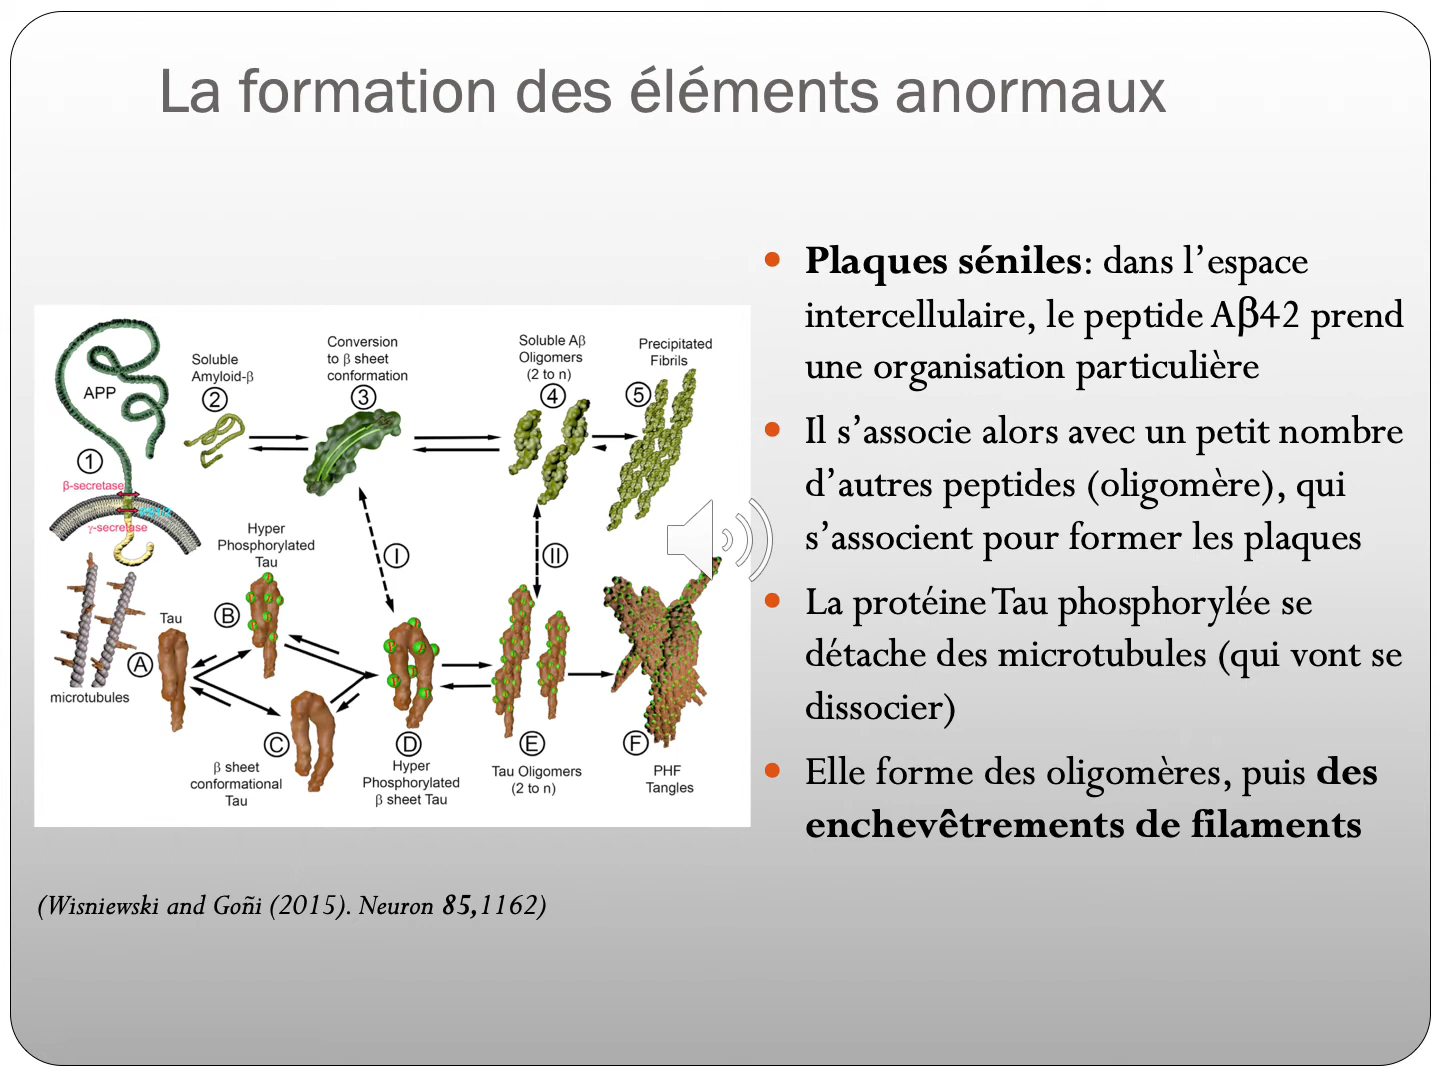 La formation des éléments anormaux
APP
1
β-secretase
γ-secretase
Soluble
Amyloid-β
2
Conversion
to β sheet
conformation
3
Soluble Aβ
Oligomers
(2 to n)
4
Precipitated
Fibrils
5
microtubules
Tau
A
Hyper
Phosphorylated
Tau
B
I
II
C
β sheet
conformational
Tau
D
Hyper
Phosphorylated
β sheet Tau
E
Tau Oligomers
(2 to n)
F
PHF
Tangles
(Wisniewski and Goñi (2015). Neuron 85,1162)
• Plaques séniles: dans l’espace
intercellulaire, le peptide Aβ42 prend
une organisation particulière
• Il s’associe alors avec un petit nombre
d’autres peptides (oligomère), qui
s’associent pour former les plaques
• La protéine Tau phosphorylée se
détache des microtubules (qui vont se
dissocier)
• Elle forme des oligomères, puis des
enchevêtrements de filaments